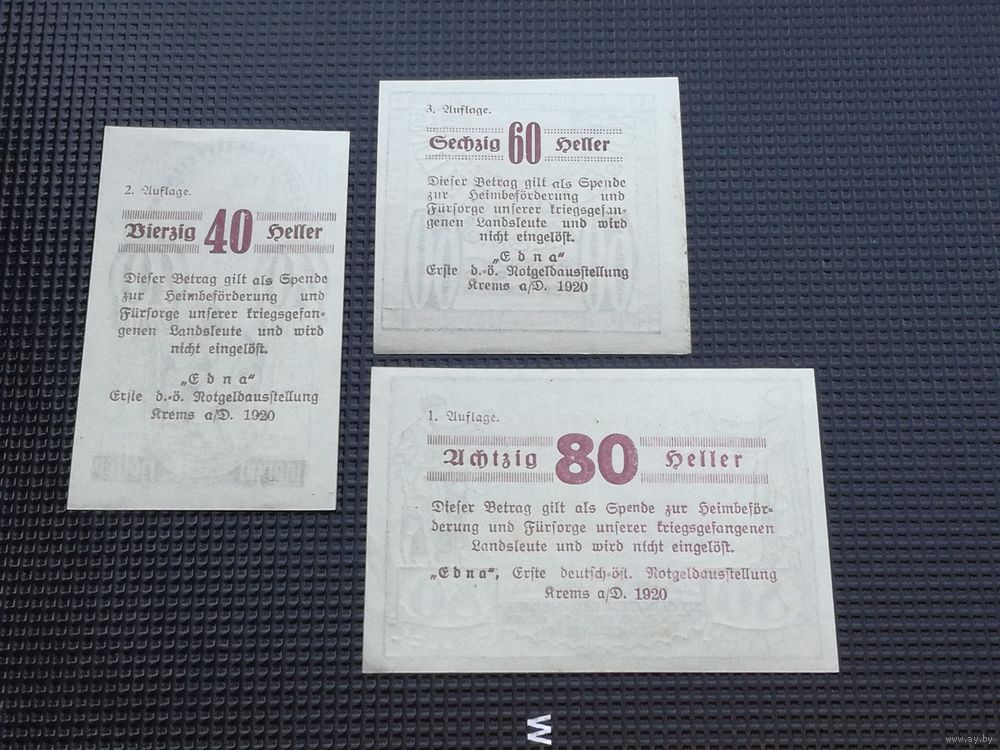 2. Auflage.
Vierzig 40 Heller
Dieser Betrag gilt als Spende
zur Heimbeförderung und
Fürsorge unserer kriegsgefan-
genen Landsleute und wird
nicht eingelöst.
„Edna“
Erste d.-ö. Notgeldausstellung
Krems a/D. 1920
3. Auflage.
Sechzig 60 Heller
Dieser Betrag gilt als Spende
zur Heimbeförderung und
Fürsorge unserer kriegsgefan-
genen Landsleute und wird
nicht eingelöst.
„Edna“
Erste d.-ö. Notgeldausstellung
Krems a/D. 1920
1. Auflage.
Achtzig 80 Heller
Dieser Betrag gilt als Spende zur Heimbeför-
derung und Fürsorge unserer kriegsgefangenen
Landsleute und wird nicht eingelöst.
„Edna“, Erste deutsch-öst. Notgeldausstellung
Krems a/D. 1920
W
www.ay.by